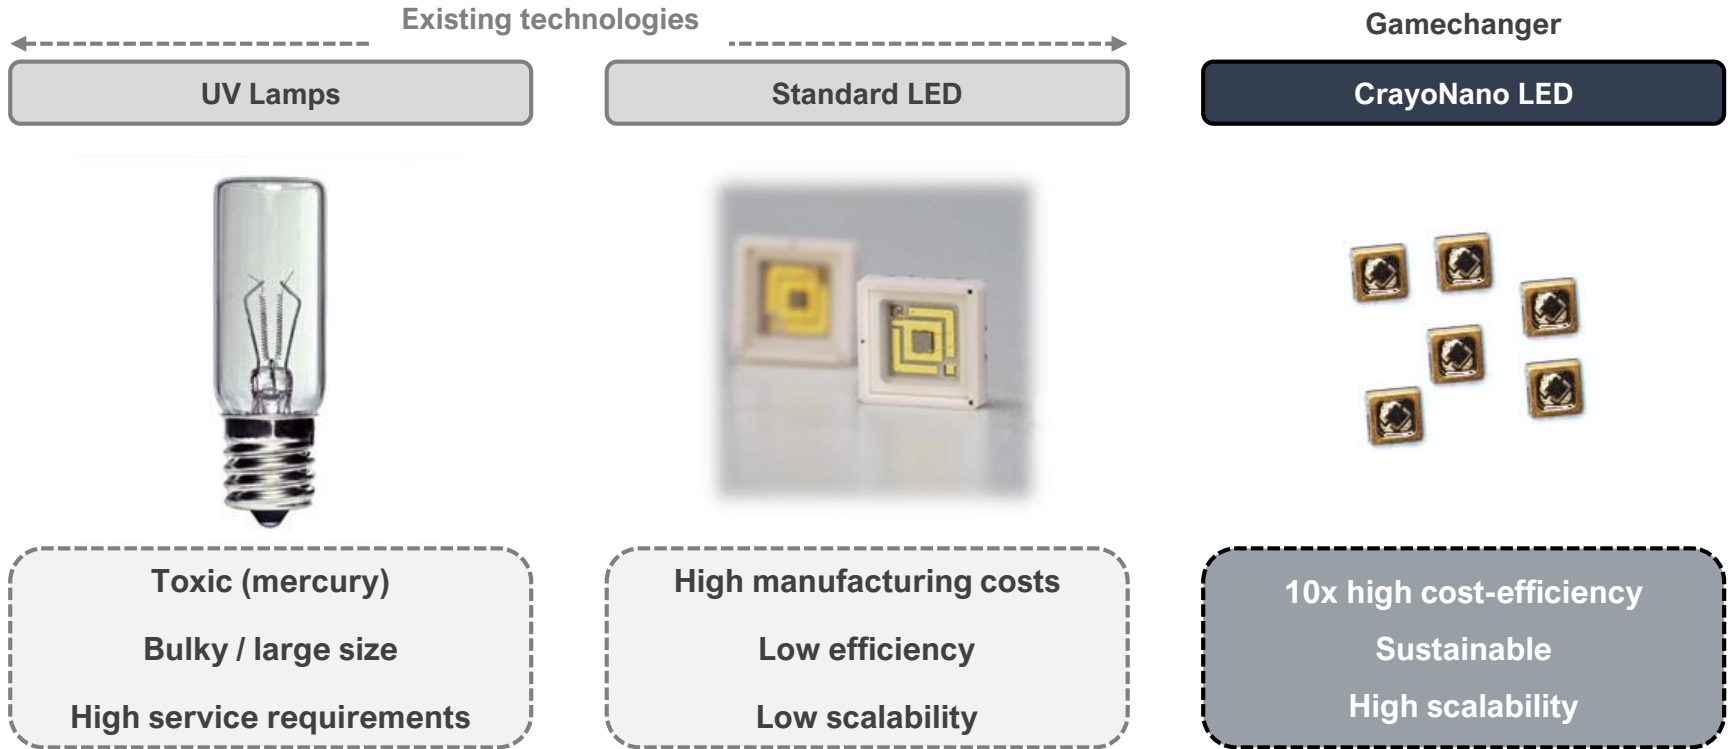 Existing technologies
Gamechanger
UV Lamps
Standard LED
CrayoNano LED
Toxic (mercury)
Bulky / large size
High service requirements
High manufacturing costs
Low efficiency
Low scalability
10x high cost-efficiency
Sustainable
High scalability